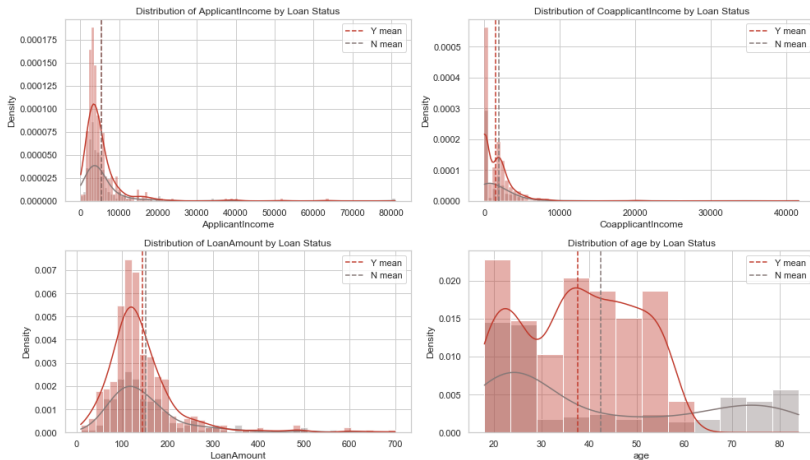 Distribution of ApplicantIncome by Loan Status
Y mean
N mean
0.000175
0.000150
0.000125
0.000100
0.000075
0.000050
0.000025
0.000000
Density
0 10000 20000 30000 40000 50000 60000 70000 80000
ApplicantIncome
Distribution of CoapplicantIncome by Loan Status
Y mean
N mean
0.0005
0.0004
0.0003
0.0002
0.0001
0.0000
Density
0 10000 20000 30000 40000
CoapplicantIncome
Distribution of LoanAmount by Loan Status
Y mean
N mean
0.007
0.006
0.005
0.004
0.003
0.002
0.001
0.000
Density
0 100 200 300 400 500 600 700
LoanAmount
Distribution of age by Loan Status
Y mean
N mean
0.020
0.015
0.010
0.005
0.000
Density
20 30 40 50 60 70 80
age